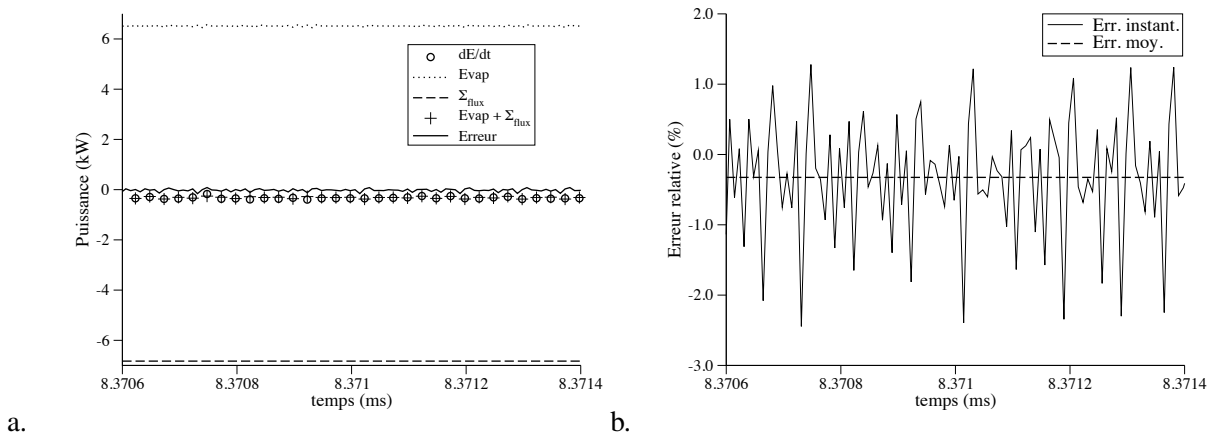 6
4
2
0
-2
-4
-6
Puissance (kW)
dE/dt
Evap
Σflux
Evap + Σflux
Erreur
8.3706
8.3708
8.371
8.3712
8.3714
temps (ms)
a.
2.0
1.0
0.0
-1.0
-2.0
-3.0
Erreur relative (%)
Err. instant.
Err. moy.
8.3706
8.3708
8.371
8.3712
8.3714
temps (ms)
b.